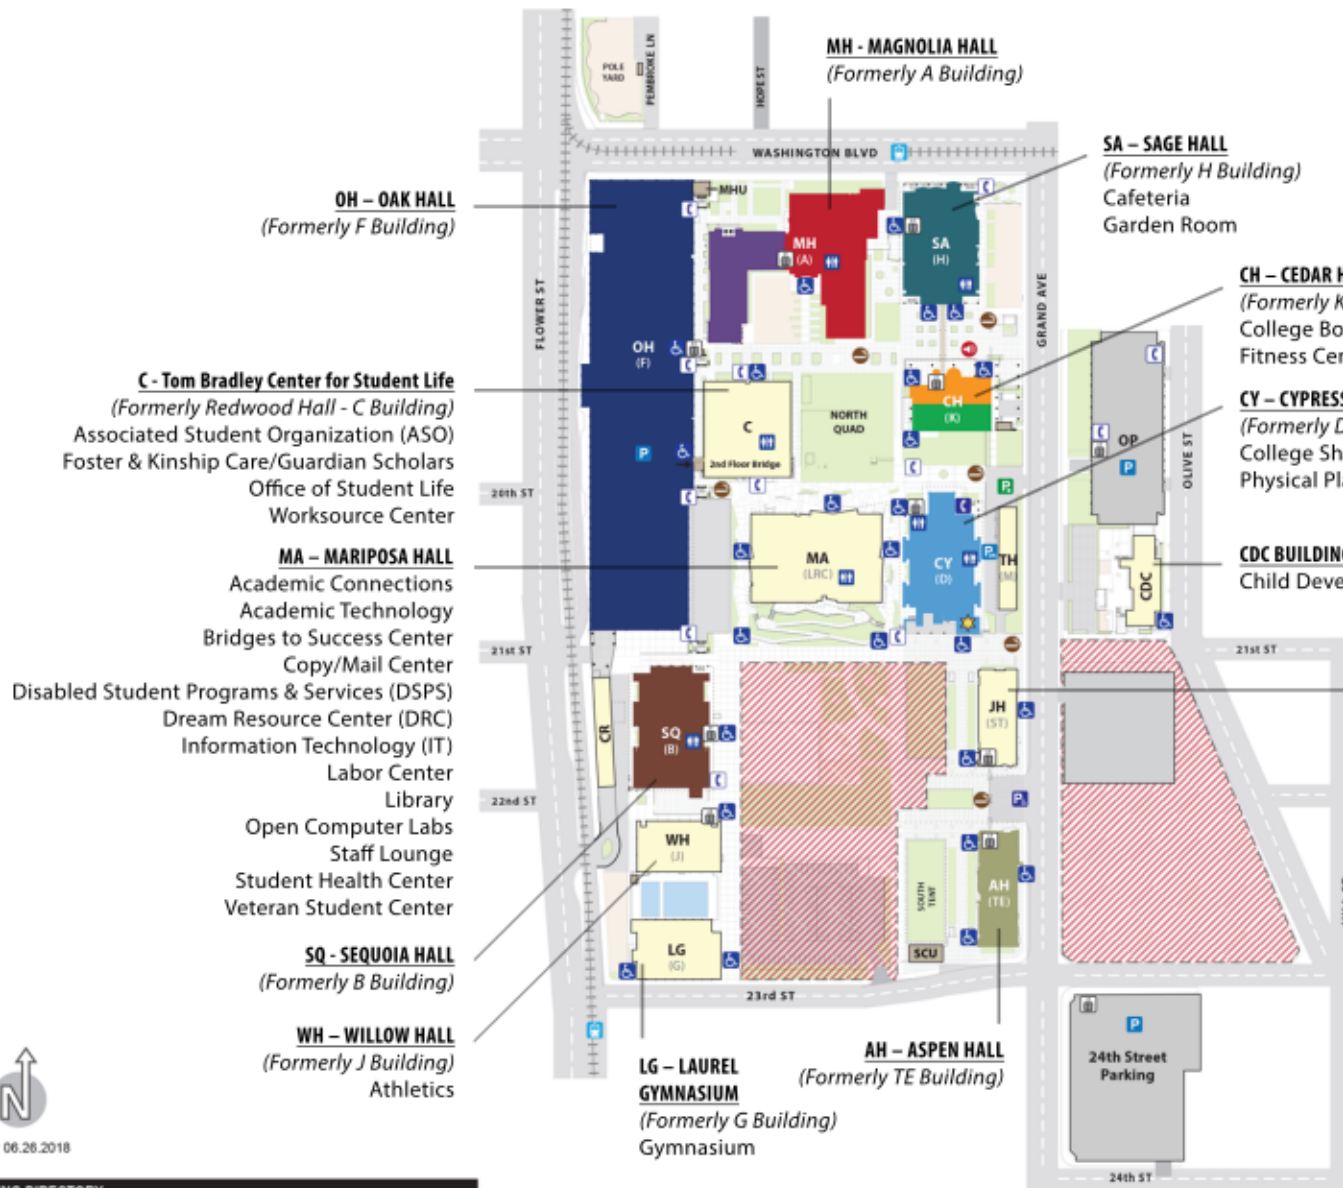 MH - MAGNOLIA HALL
(Formerly A Building)
SA – SAGE HALL
(Formerly H Building)
Cafeteria
Garden Room
OH – OAK HALL
(Formerly F Building)
CH – CEDAR H
(Formerly K
College Bo
Fitness Cen
C - Tom Bradley Center for Student Life
(Formerly Redwood Hall - C Building)
Associated Student Organization (ASO)
Foster & Kinship Care/Guardian Scholars
Office of Student Life
Worksource Center
CY – CYPRESS
(Formerly D
College Sh
Physical Pla
MA – MARIPOSA HALL
Academic Connections
Academic Technology
Bridges to Success Center
Copy/Mail Center
Disabled Student Programs & Services (DSPS)
Dream Resource Center (DRC)
Information Technology (IT)
Labor Center
Library
Open Computer Labs
Staff Lounge
Student Health Center
Veteran Student Center
CDC BUILDING
Child Deve
SQ - SEQUOIA HALL
(Formerly B Building)
WH – WILLOW HALL
(Formerly J Building)
Athletics
LG – LAUREL
GYMNASIUM
(Formerly G Building)
Gymnasium
AH – ASPEN HALL
(Formerly TE Building)
POLE
YARD
PEMBROKE LN
HOPE ST
WASHINGTON BLVD
FLOWER ST
GRAND AVE
OLIVE ST
20th ST
21st ST
22nd ST
21st ST
23rd ST
24th ST
MHU
MH
(A)
SA
(H)
OH
(F)
C
2nd Floor Bridge
NORTH
QUAD
CH
(K)
OP
P
P
P
P
P
MA
(LRC)
CY
(D)
TH
(M)
CDC
CR
SQ
(B)
JH
(ST)
WH
(J)
LG
(G)
SOUTH
TENT
SCU
AH
(TE)
P
24th Street
Parking
N
06.26.2018